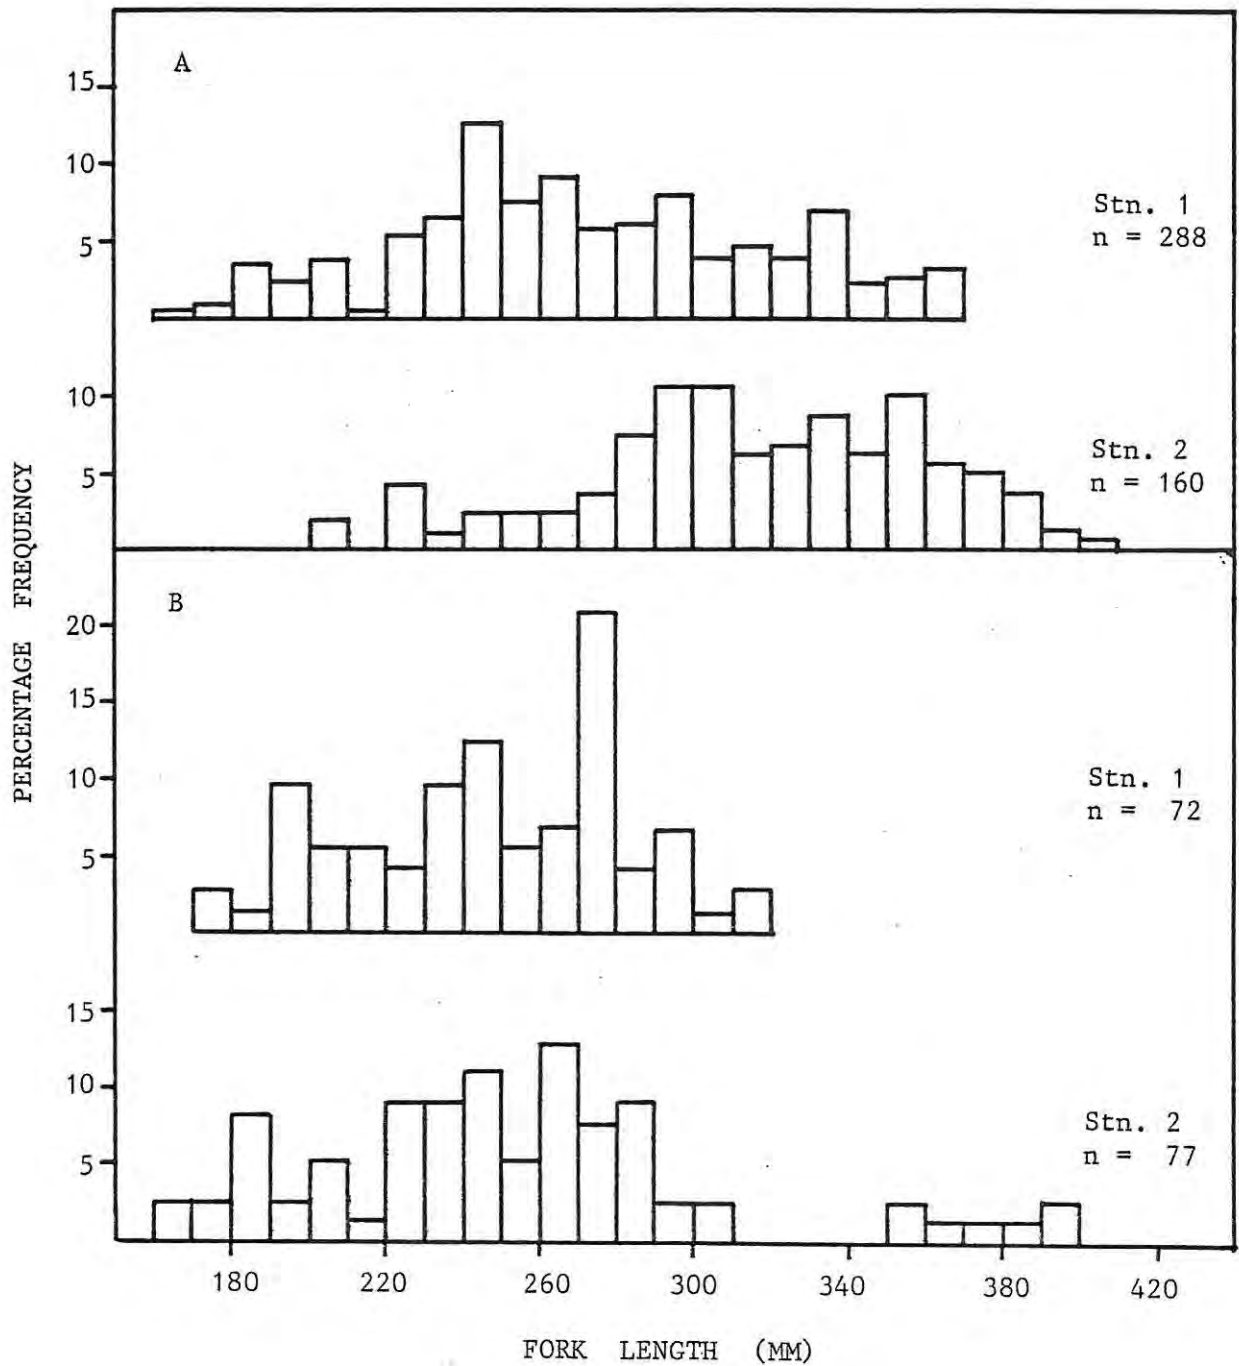 A
15
10
5
Stn. 1
n = 288
10
5
Stn. 2
n = 160
PERCENTAGE FREQUENCY
B
20
15
10
5
Stn. 1
n = 72
15
10
5
Stn. 2
n = 77
180 220 260 300 340 380 420
FORK LENGTH (MM)